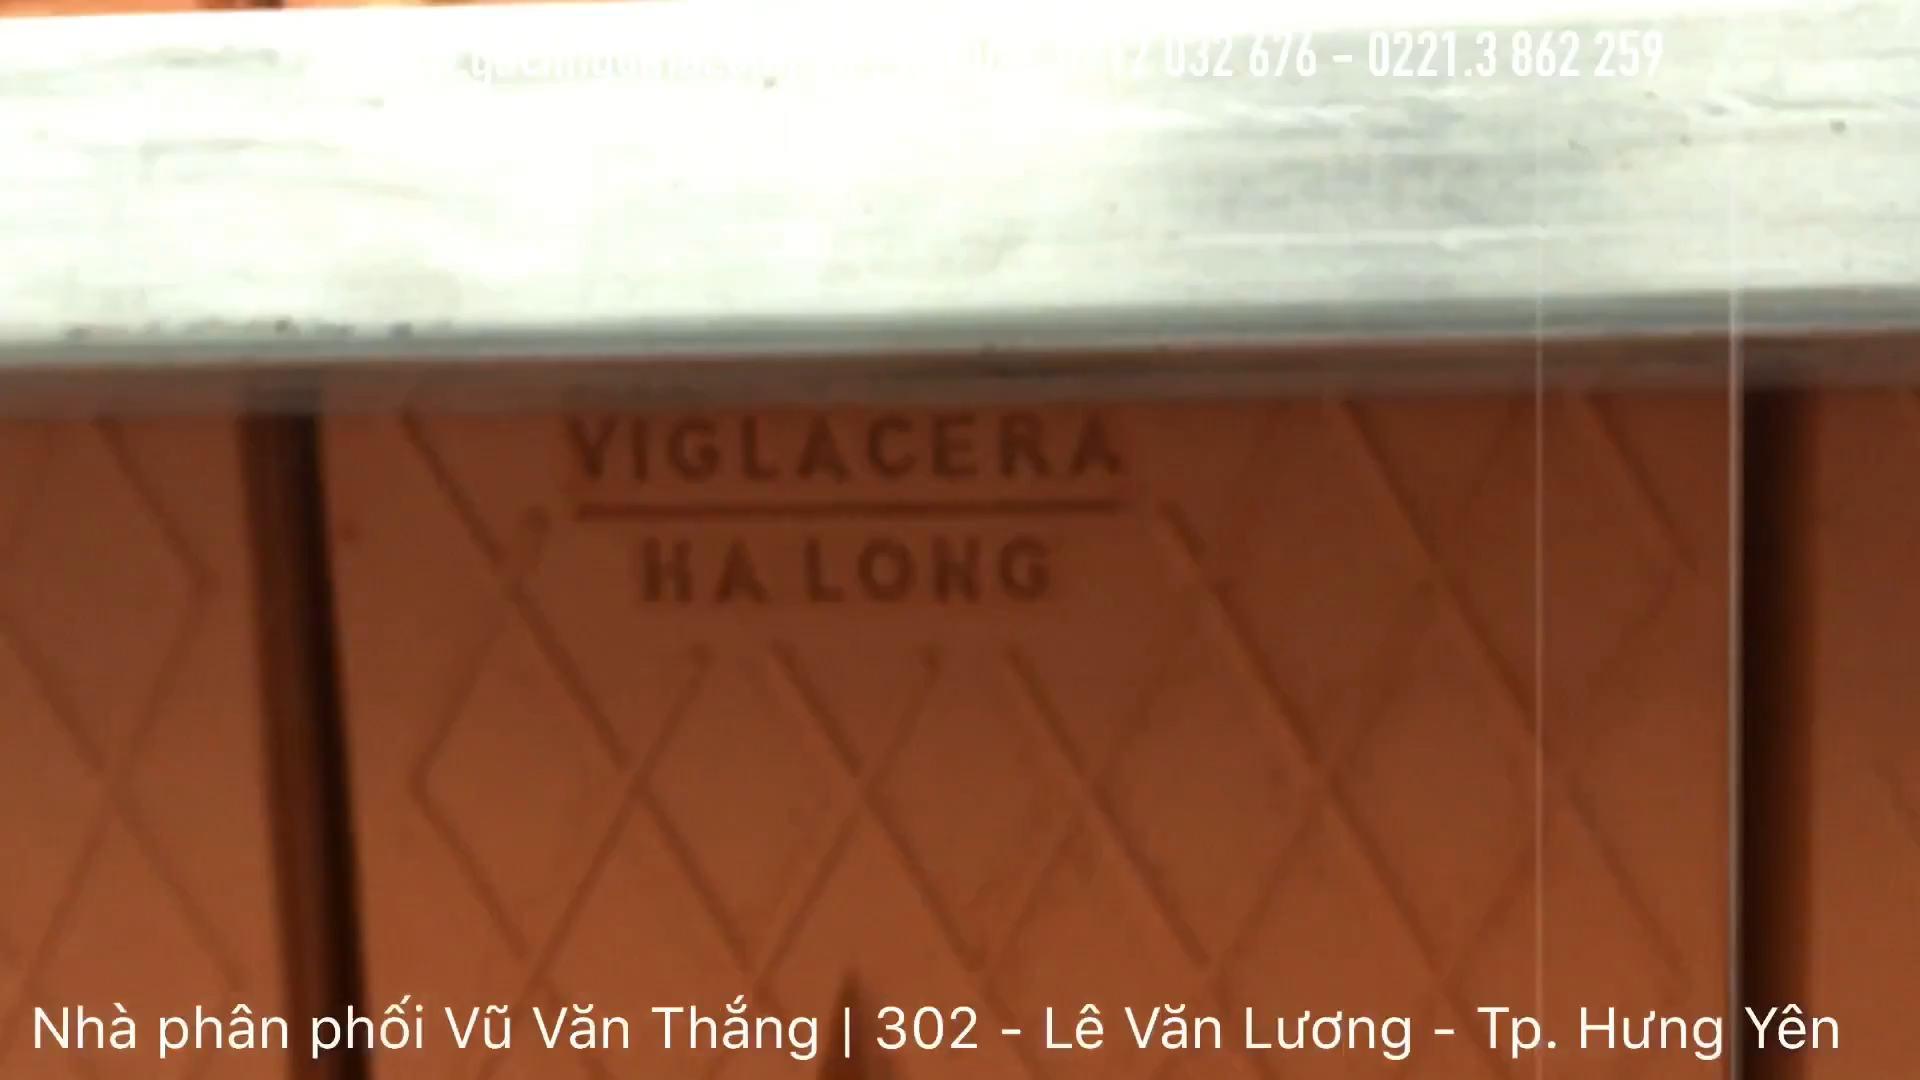 032 676 - 0221.3 862 259
VIGLACERA
HA LONG
Nhà phân phối Vũ Văn Thắng | 302 - Lê Văn Lương - Tp. Hưng Yên